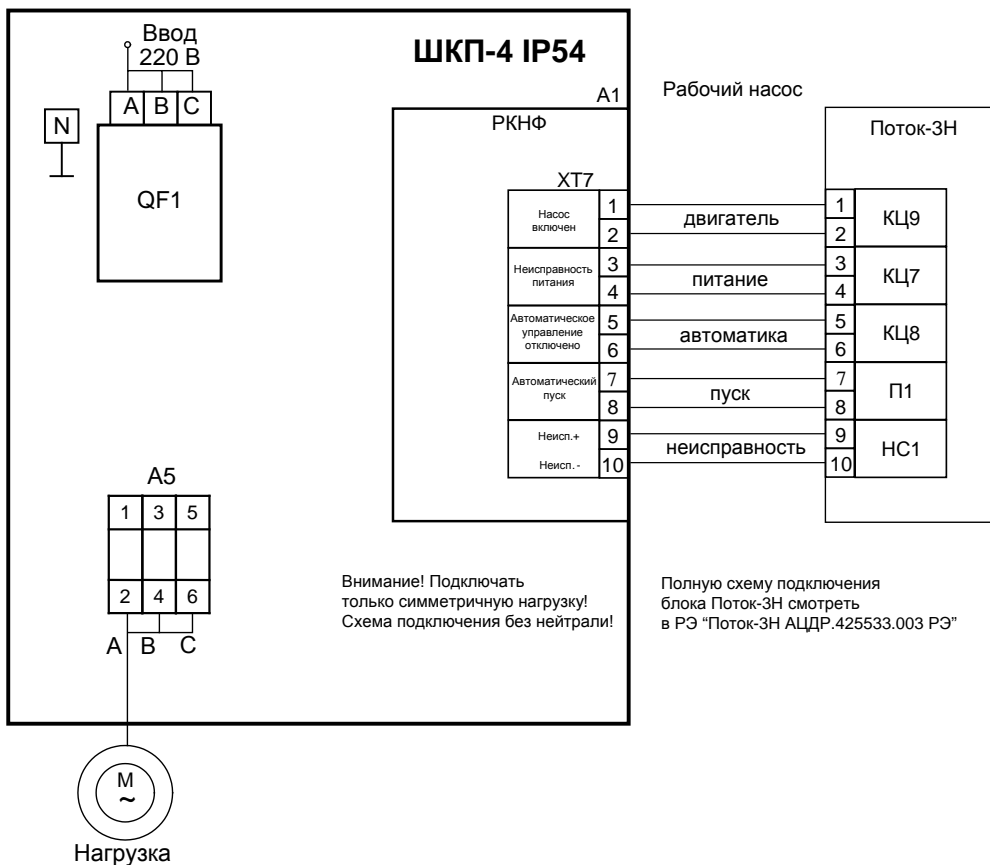 Ввод
220 В
ШКП-4 IP54
A B C
N
QF1
A1
РКНФ
XT7
Насос
включен
1
2
Неисправность
питания
3
4
Автоматическое
управление
отключено
5
6
Автоматический
пуск
7
8
Неисп.+
9
Неисп.-
10
Рабочий насос
двигатель
питание
автоматика
пуск
неисправность
Поток-3Н
1
2
КЦ9
3
4
КЦ7
5
6
КЦ8
7
8
П1
9
10
НС1
A5
1 3 5
2 4 6
A B C
Внимание! Подключать
только симметричную нагрузку!
Схема подключения без нейтрали!
Полную схему подключения
блока Поток-3Н смотреть
в РЭ “Поток-3Н АЦДР.425533.003 РЭ”
М
~
Нагрузка